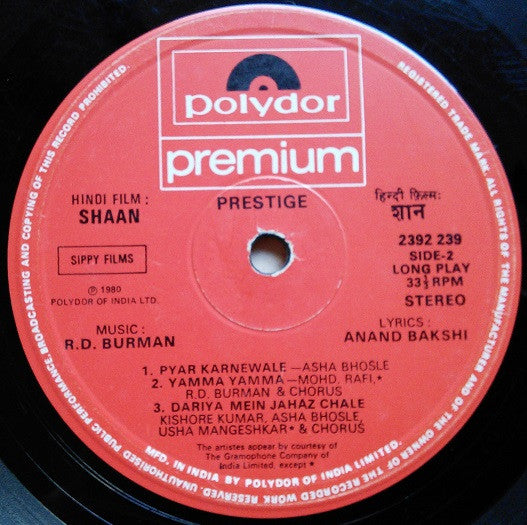 polydor
premium
PRESTIGE
HINDI FILM :
SHAAN
SIPPY FILMS
℗ 1980
POLYDOR OF INDIA LTD.
MUSIC :
R.D. BURMAN
हिन्दी फ़िल्म:
शान
2392 239
SIDE-2
LONG PLAY
33⅓ RPM
STEREO
LYRICS :
ANAND BAKSHI
1. PYAR KARNEWALE —ASHA BHOSLE
2. YAMMA YAMMA—MOHD. RAFI,*
R.D. BURMAN & CHORUS
3. DARIYA MEIN JAHAZ CHALE
KISHORE KUMAR, ASHA BHOSLE,
USHA MANGESHKAR* & CHORUS
The artistes appear by courtesy of
The Gramophone Company of
India Limited, except *
MFD. IN INDIA BY POLYDOR OF INDIA LIMITED.
REGISTERED TRADE MARK. ALL RIGHTS OF THE MANUFACTURER AND OF THE OWNER OF THE RECORDED WORK RESERVED. UNAUTHORISED PUBLIC PERFORMANCE BROADCASTING AND COPYING OF THIS RECORD PROHIBITED.